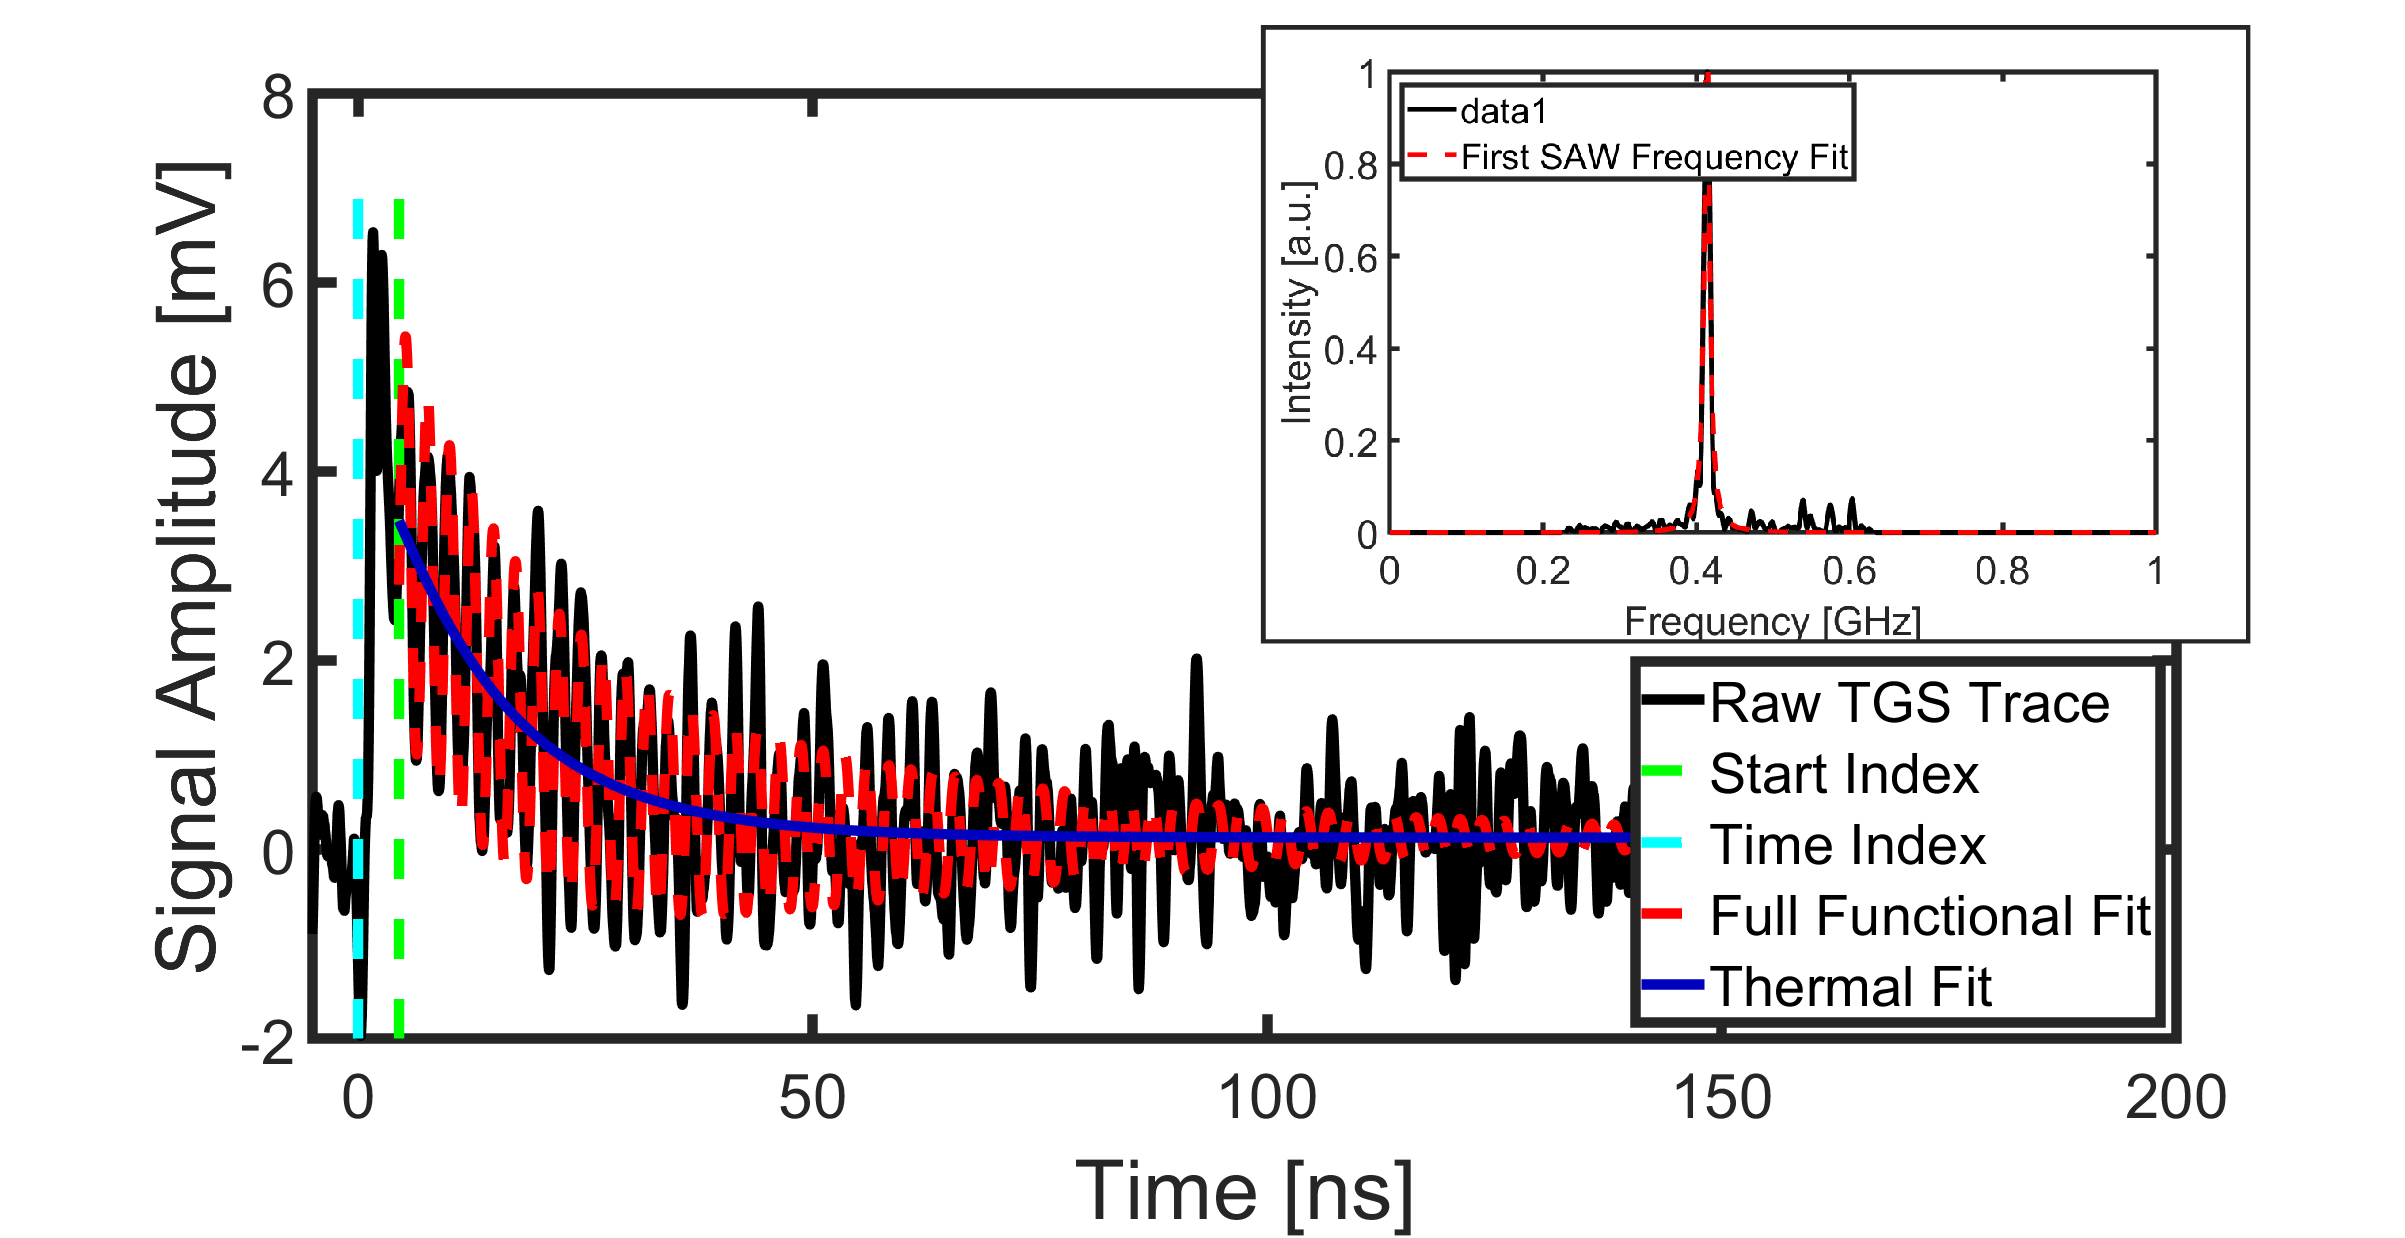 8
6
4
2
0
-2
Signal Amplitude [mV]
0
50
100
150
200
Time [ns]
1
0.8
0.6
0.4
0.2
0
Intensity [a.u.]
data1
First SAW Frequency Fit
0
0.2
0.4
0.6
0.8
1
Frequency [GHz]
Raw TGS Trace
Start Index
Time Index
Full Functional Fit
Thermal Fit